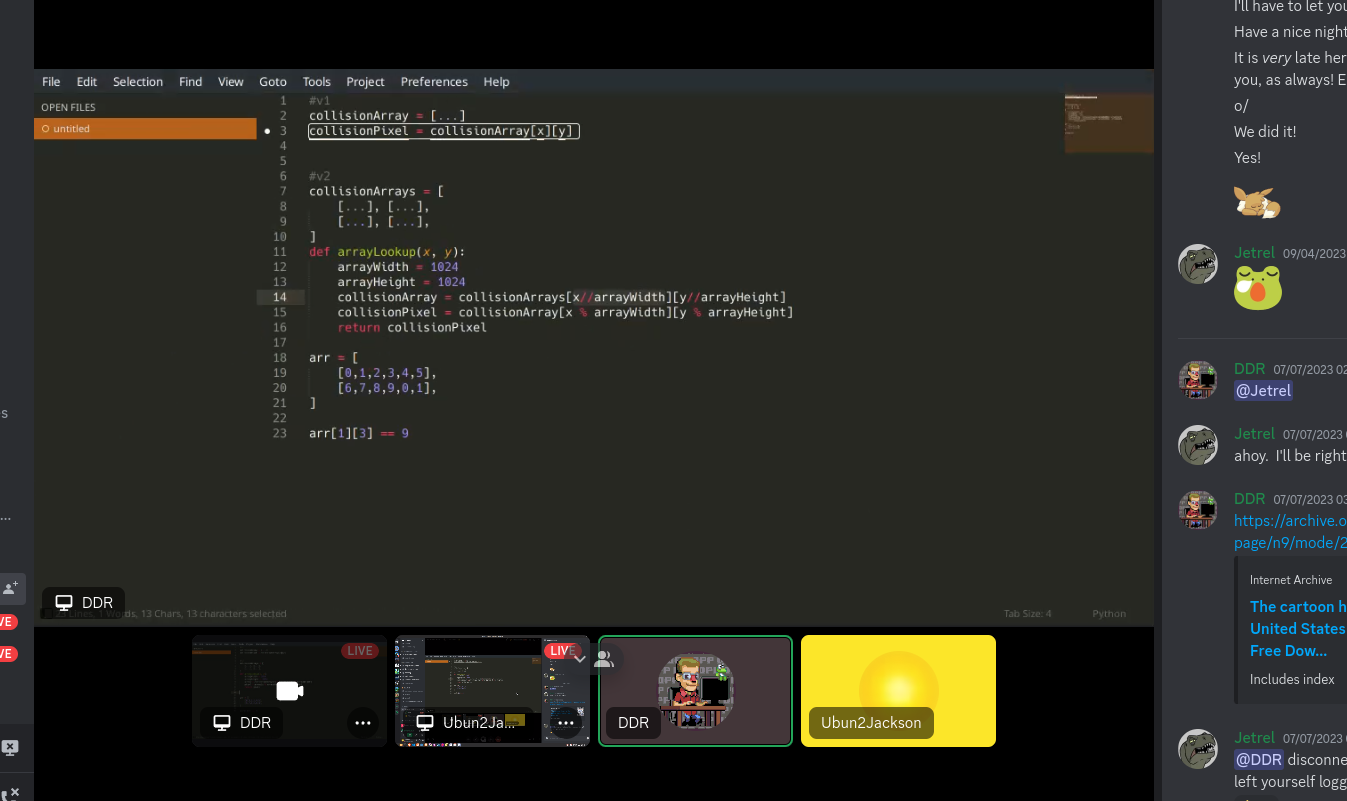 File Edit Selection Find View Goto Tools Project Preferences Help
OPEN FILES
untitled
1 #v1
2 collisionArray = [...]
3 collisionPixel = collisionArray[x][y]
4
5
6 #v2
7 collisionArrays = [
8 [...], [...],
9 [...], [...],
10 ]
11 def arrayLookup(x, y):
12 arrayWidth = 1024
13 arrayHeight = 1024
14 collisionArray = collisionArrays[x//arrayWidth][y//arrayHeight]
15 collisionPixel = collisionArray[x % arrayWidth][y % arrayHeight]
16 return collisionPixel
17
18 arr = [
19 [0,1,2,3,4,5],
20 [6,7,8,9,0,1],
21 ]
22
23 arr[1][3] == 9
DDR
13 Chars, 13 characters selected
Tab Size: 4
Python
LIVE
DDR
LIVE
Ubun2Ja...
DDR
Ubun2Jackson
I'll have to let you
Have a nice night
It is very late her
you, as always! E
o/
We did it!
Yes!
Jetrel 09/04/2023
DDR 07/07/2023 02
@Jetrel
Jetrel 07/07/2023
ahoy. I'll be right
DDR 07/07/2023 03
https://archive.o
page/n9/mode/2
Internet Archive
The cartoon h
United States
Free Dow...
Includes index
Jetrel 07/07/2023
@DDR disconne
left yourself logg